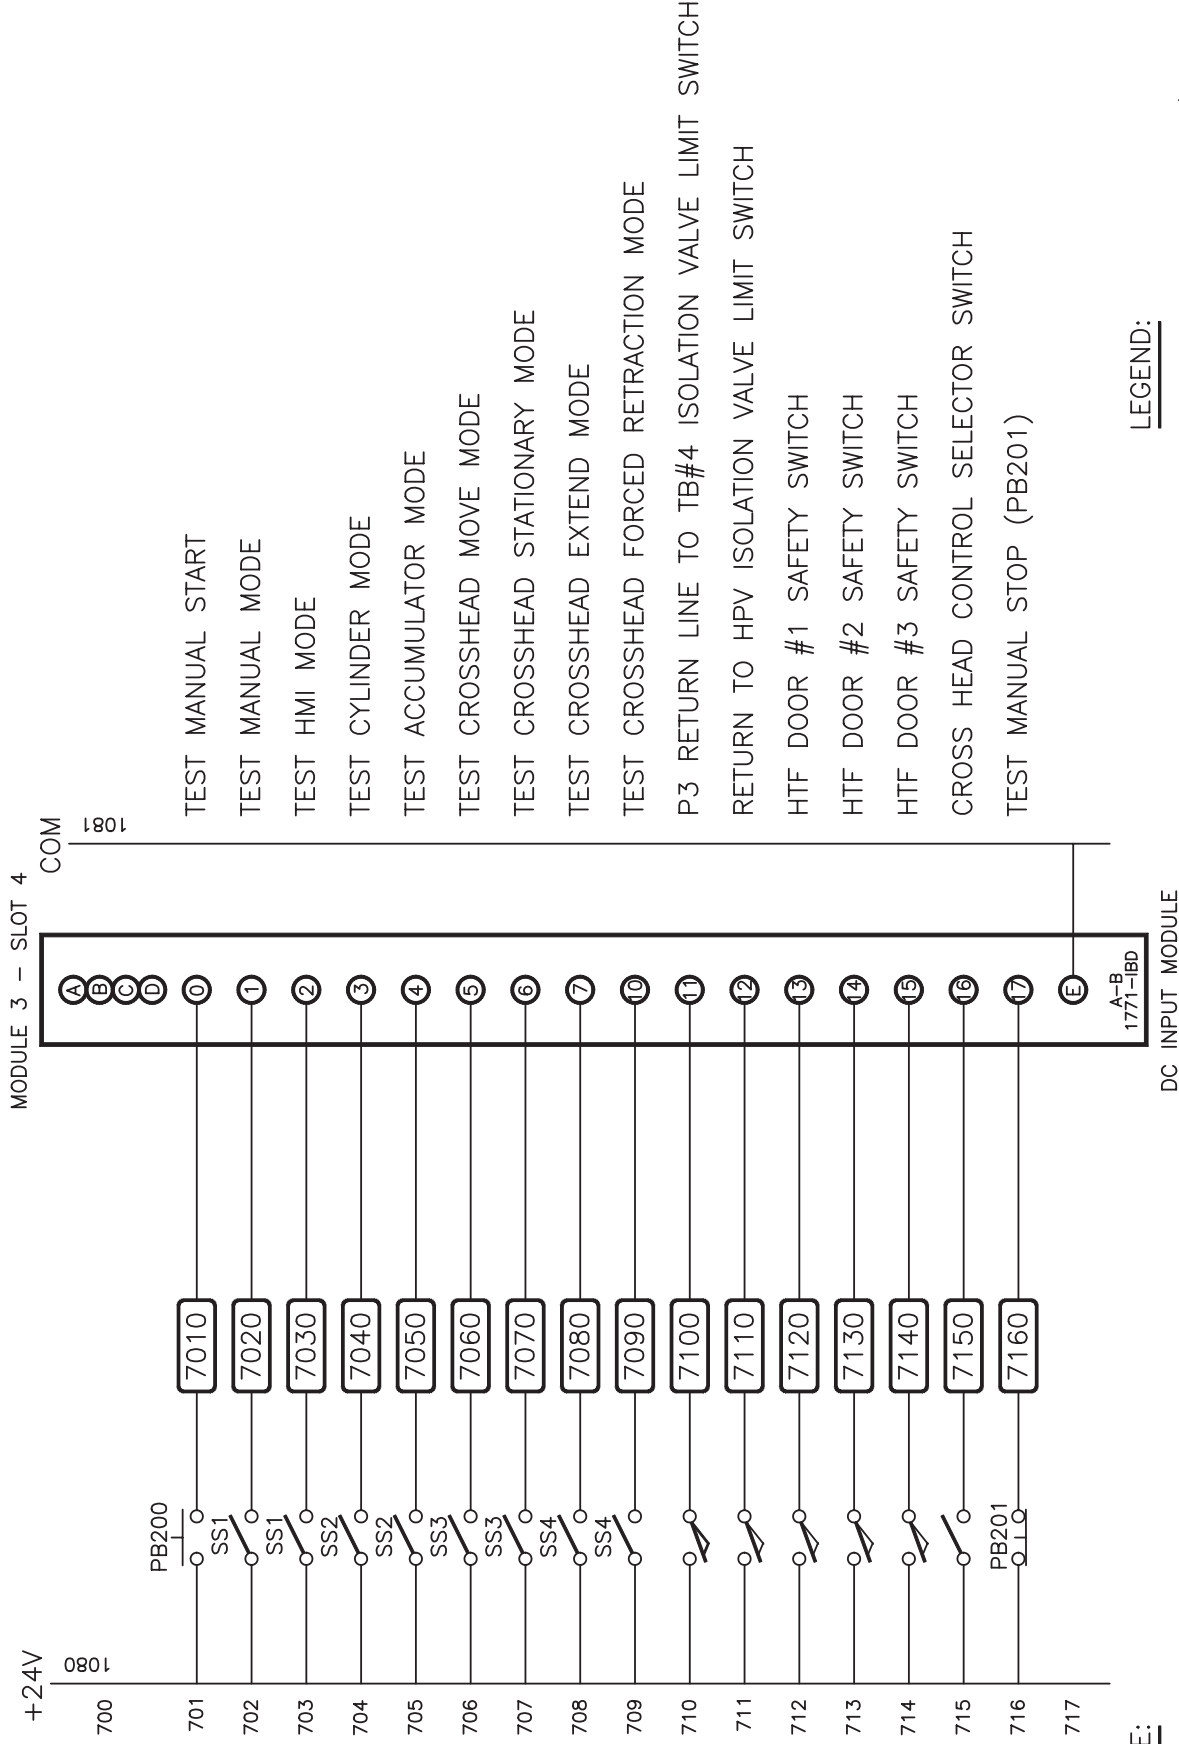 MODULE 3 – SLOT 4
+24V
COM
1080
1081
700
A
B
C
D
701
PB200
7010
0
TEST MANUAL START
702
SS1
7020
1
TEST MANUAL MODE
703
SS1
7030
2
TEST HMI MODE
704
SS2
7040
3
TEST CYLINDER MODE
705
SS2
7050
4
TEST ACCUMULATOR MODE
706
SS3
7060
5
TEST CROSSHEAD MOVE MODE
707
SS3
7070
6
TEST CROSSHEAD STATIONARY MODE
708
SS4
7080
7
TEST CROSSHEAD EXTEND MODE
709
SS4
7090
10
TEST CROSSHEAD FORCED RETRACTION MODE
710
7100
11
P3 RETURN LINE TO TB#4 ISOLATION VALVE LIMIT SWITCH
711
7110
12
RETURN TO HPV ISOLATION VALVE LIMIT SWITCH
712
7120
13
HTF DOOR #1 SAFETY SWITCH
713
7130
14
HTF DOOR #2 SAFETY SWITCH
714
7140
15
HTF DOOR #3 SAFETY SWITCH
715
7150
16
CROSS HEAD CONTROL SELECTOR SWITCH
716
PB201
7160
17
TEST MANUAL STOP (PB201)
717
E
A–B
1771–IBD
DC INPUT MODULE
E:
LEGEND: